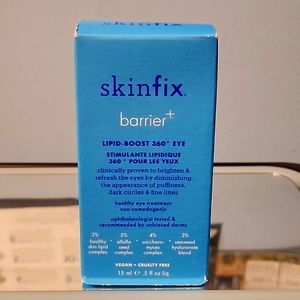 skinfix
barrier+
LIPID-BOOST 360° EYE
STIMULANTE LIPIDIQUE
360° POUR LES YEUX
clinically proven to brighten &
refresh the eyes by diminishing
the appearance of puffiness,
dark circles & fine lines
healthy eye treatment
non-comedogenic
ophthalmologist tested &
recommended by unbiased derms
3% 5% 4% 3%
healthy alfalfa saccharo- seaweed
skin lipid seed myces hyaluronate
complex complex complex blend
VEGAN + CRUELTY FREE
15 ml ℮ .5 fl oz liq